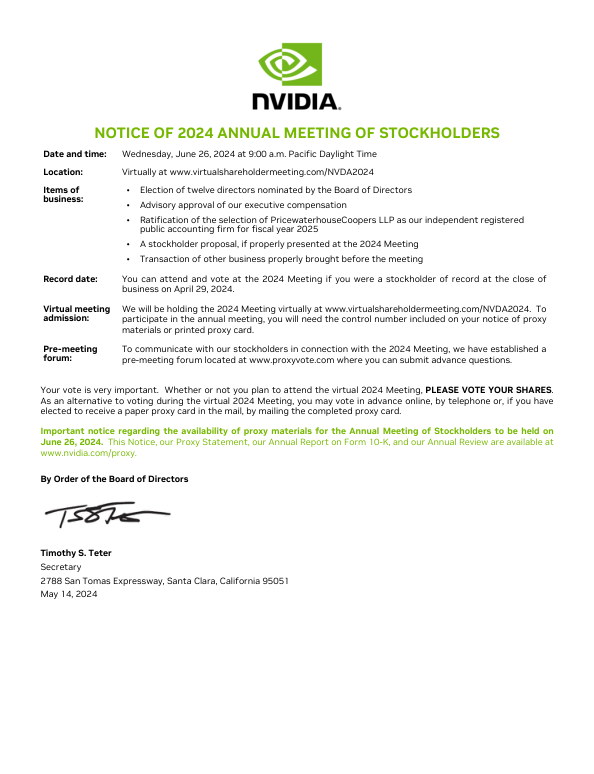 NVIDIA.
NOTICE OF 2024 ANNUAL MEETING OF STOCKHOLDERS
Date and time: Wednesday, June 26, 2024 at 9:00 a.m. Pacific Daylight Time
Location: Virtually at www.virtualshareholdermeeting.com/NVDA2024
Items of business:
• Election of twelve directors nominated by the Board of Directors
• Advisory approval of our executive compensation
• Ratification of the selection of PricewaterhouseCoopers LLP as our independent registered
public accounting firm for fiscal year 2025
• A stockholder proposal, if properly presented at the 2024 Meeting
• Transaction of other business properly brought before the meeting
Record date: You can attend and vote at the 2024 Meeting if you were a stockholder of record at the close of
business on April 29, 2024.
Virtual meeting admission:
We will be holding the 2024 Meeting virtually at www.virtualshareholdermeeting.com/NVDA2024. To
participate in the annual meeting, you will need the control number included on your notice of proxy
materials or printed proxy card.
Pre-meeting forum:
To communicate with our stockholders in connection with the 2024 Meeting, we have established a
pre-meeting forum located at www.proxyvote.com where you can submit advance questions.
Your vote is very important. Whether or not you plan to attend the virtual 2024 Meeting, PLEASE VOTE YOUR SHARES.
As an alternative to voting during the virtual 2024 Meeting, you may vote in advance online, by telephone or, if you have
elected to receive a paper proxy card in the mail, by mailing the completed proxy card.
Important notice regarding the availability of proxy materials for the Annual Meeting of Stockholders to be held on
June 26, 2024. This Notice, our Proxy Statement, our Annual Report on Form 10-K, and our Annual Review are available at
www.nvidia.com/proxy.
By Order of the Board of Directors
Timothy S. Teter
Secretary
2788 San Tomas Expressway, Santa Clara, California 95051
May 14, 2024